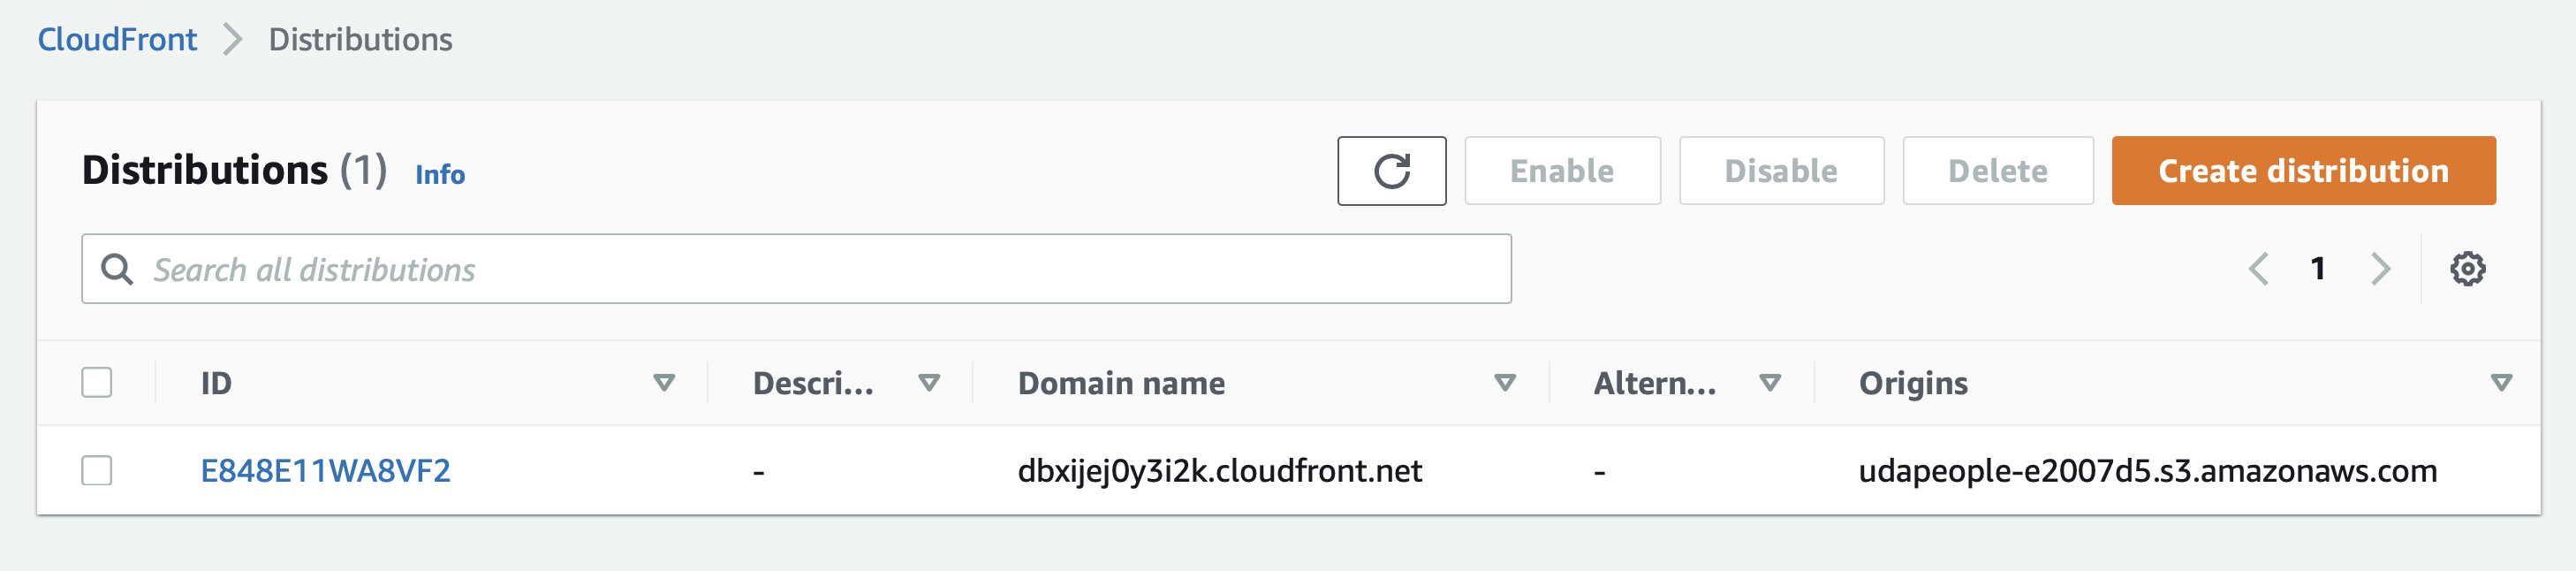 CloudFront > Distributions
Distributions (1) Info
Enable Disable Delete Create distribution
Search all distributions
1
ID Descri... Domain name Altern... Origins
E848E11WA8VF2 - dbxijej0y3i2k.cloudfront.net - udapeople-e2007d5.s3.amazonaws.com